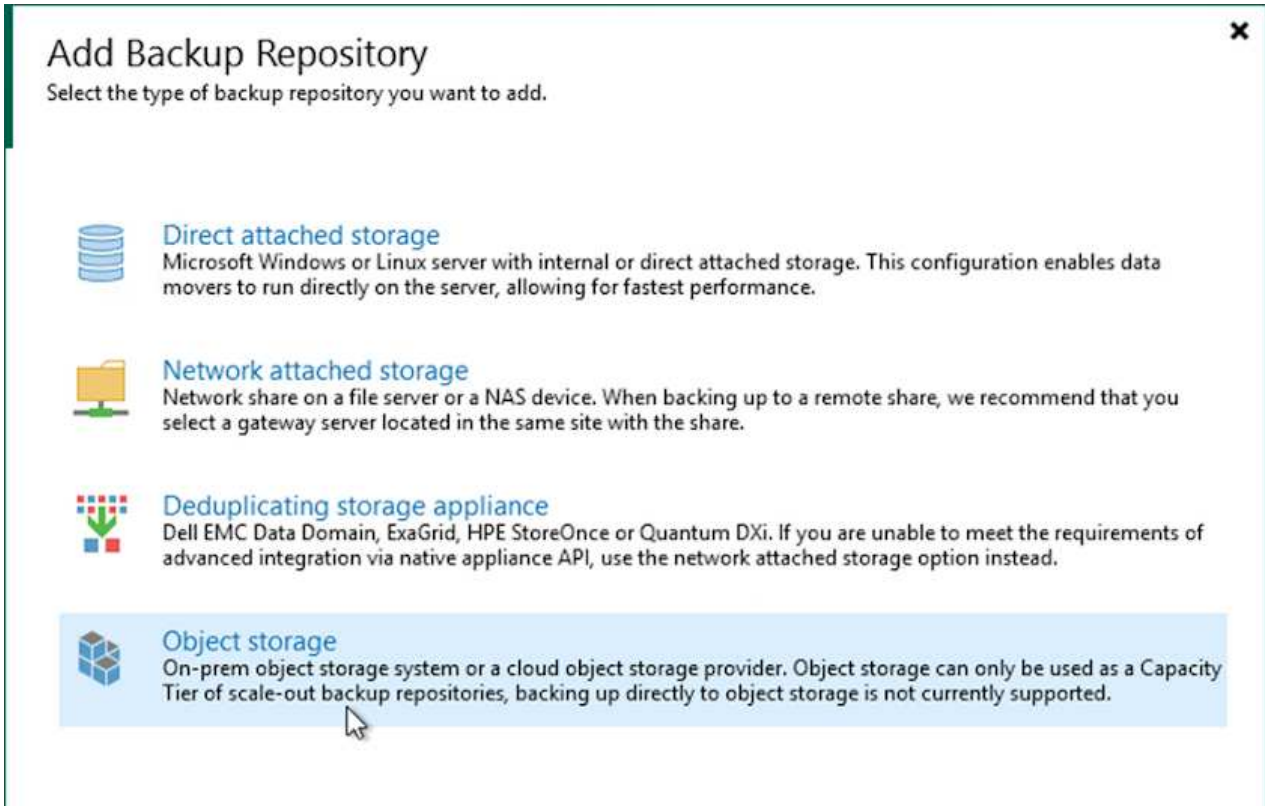 Add Backup Repository
Select the type of backup repository you want to add.
Direct attached storage
Microsoft Windows or Linux server with internal or direct attached storage. This configuration enables data
movers to run directly on the server, allowing for fastest performance.
Network attached storage
Network share on a file server or a NAS device. When backing up to a remote share, we recommend that you
select a gateway server located in the same site with the share.
Deduplicating storage appliance
Dell EMC Data Domain, ExaGrid, HPE StoreOnce or Quantum DXi. If you are unable to meet the requirements of
advanced integration via native appliance API, use the network attached storage option instead.
Object storage
On-prem object storage system or a cloud object storage provider. Object storage can only be used as a Capacity
Tier of scale-out backup repositories, backing up directly to object storage is not currently supported.